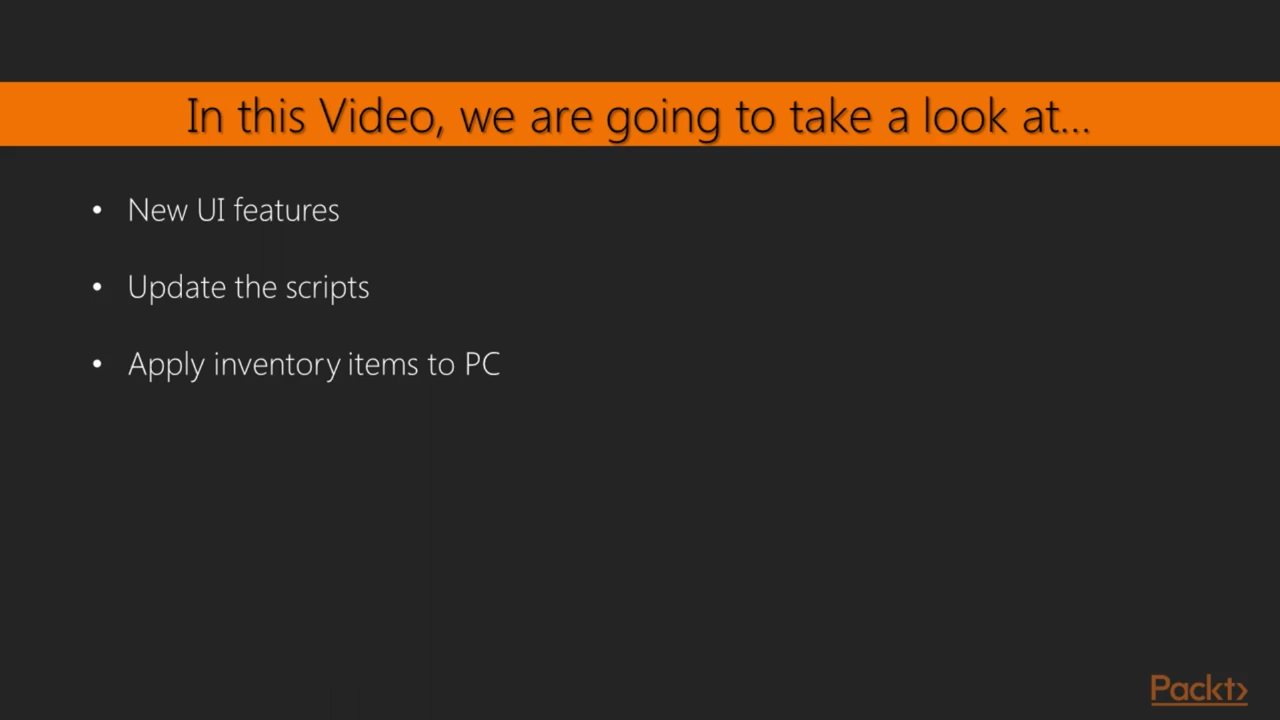 In this Video, we are going to take a look at...
• New UI features
• Update the scripts
• Apply inventory items to PC
Packt>